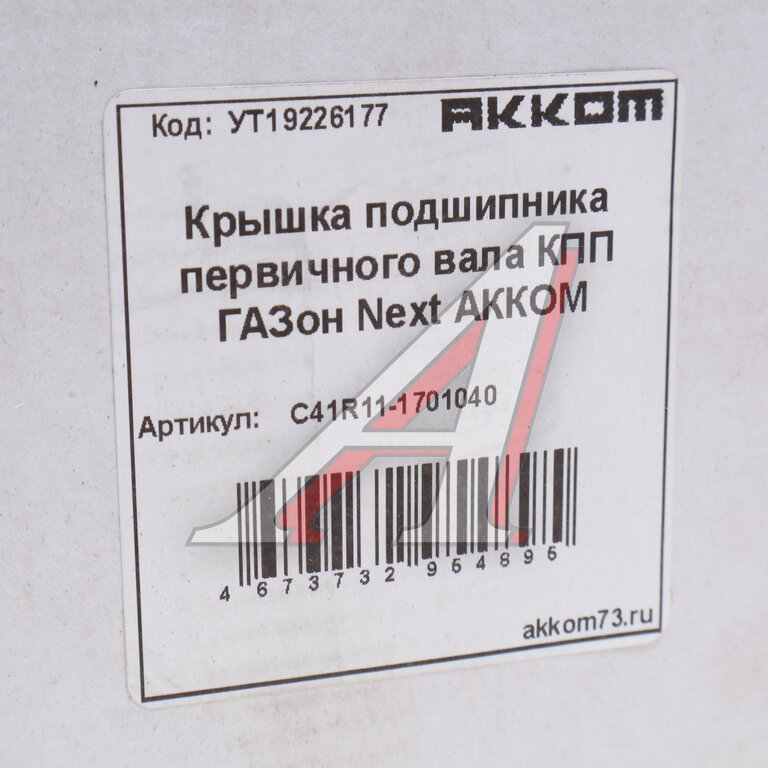 Код: УТ19226177
АККОМ
Крышка подшипника
первичного вала КПП
ГАЗон Next АККОМ
Артикул: C41R11-1701040
4 673732 964896
akkom73.ru